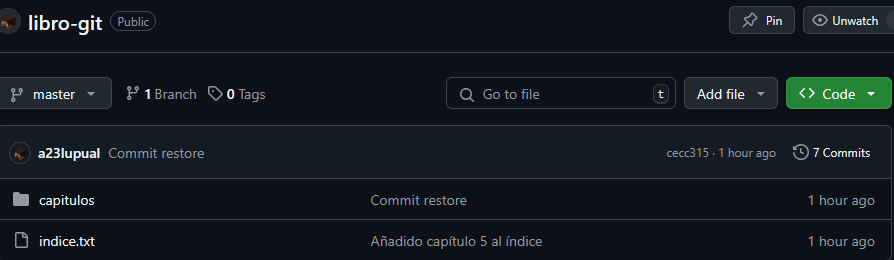 libro-git Public Pin Unwatch
master 1 Branch 0 Tags Go to file t Add file Code
a23lupual Commit restore cecc315 · 1 hour ago 7 Commits
capitulos Commit restore 1 hour ago
indice.txt Añadido capítulo 5 al índice 1 hour ago